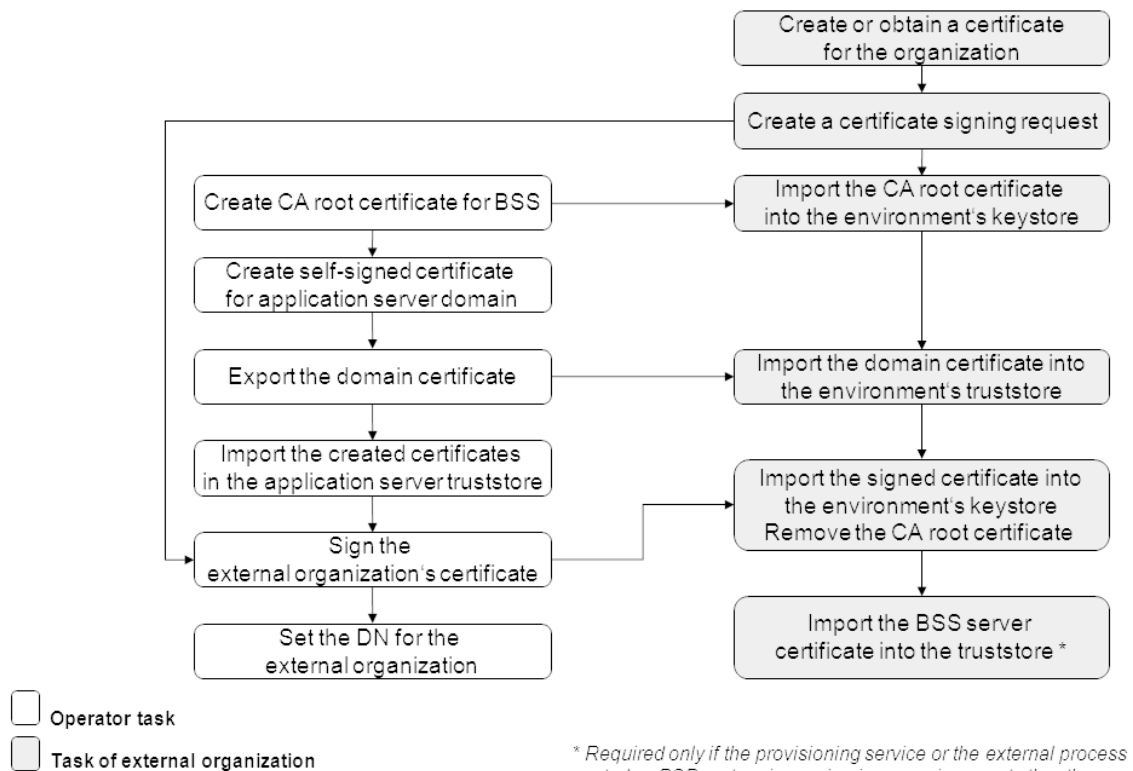 Create or obtain a certificate
for the organization
Create a certificate signing request
Create CA root certificate for BSS
Import the CA root certificate
into the environment's keystore
Create self-signed certificate
for application server domain
Export the domain certificate
Import the domain certificate into
the environment's truststore
Import the created certificates
in the application server truststore
Import the signed certificate into
the environment's keystore
Remove the CA root certificate
Sign the
external organization's certificate
Set the DN for the
external organization
Import the BSS server
certificate into the truststore *
Operator task
Task of external organization
* Required only if the provisioning service or the external process